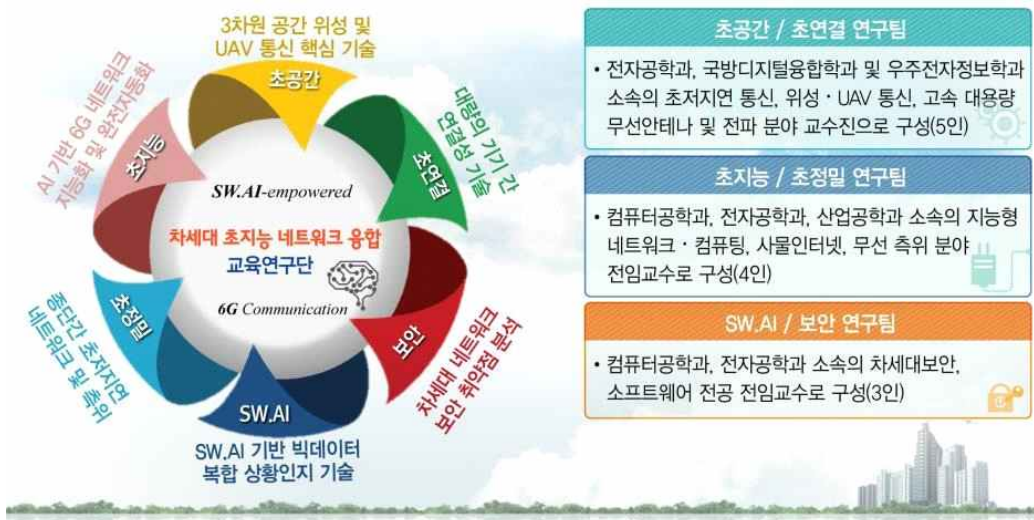 3차원 공간 위성 및
UAV 통신 핵심 기술
초공간
대량의 기기 간
연결성 기술
초연결
차세대 네트워크
보안 취약점 분석
보안
SW.AI
SW.AI 기반 빅데이터
복합 상황인지 기술
종단간 초저지연
네트워크 및 측위
초정밀
AI 기반 6G 네트워크
지능화 및 완전자동화
초지능
SW.AI-empowered
차세대 초지능 네트워크 융합
교육연구단
6G Communication
초공간 / 초연결 연구팀
• 전자공학과, 국방디지털융합학과 및 우주전자정보학과
소속의 초저지연 통신, 위성・UAV 통신, 고속 대용량
무선안테나 및 전파 분야 교수진으로 구성(5인)
초지능 / 초정밀 연구팀
• 컴퓨터공학과, 전자공학과, 산업공학과 소속의 지능형
네트워크・컴퓨팅, 사물인터넷, 무선 측위 분야
전임교수로 구성(4인)
SW.AI / 보안 연구팀
• 컴퓨터공학과, 전자공학과 소속의 차세대보안,
소프트웨어 전공 전임교수로 구성(3인)